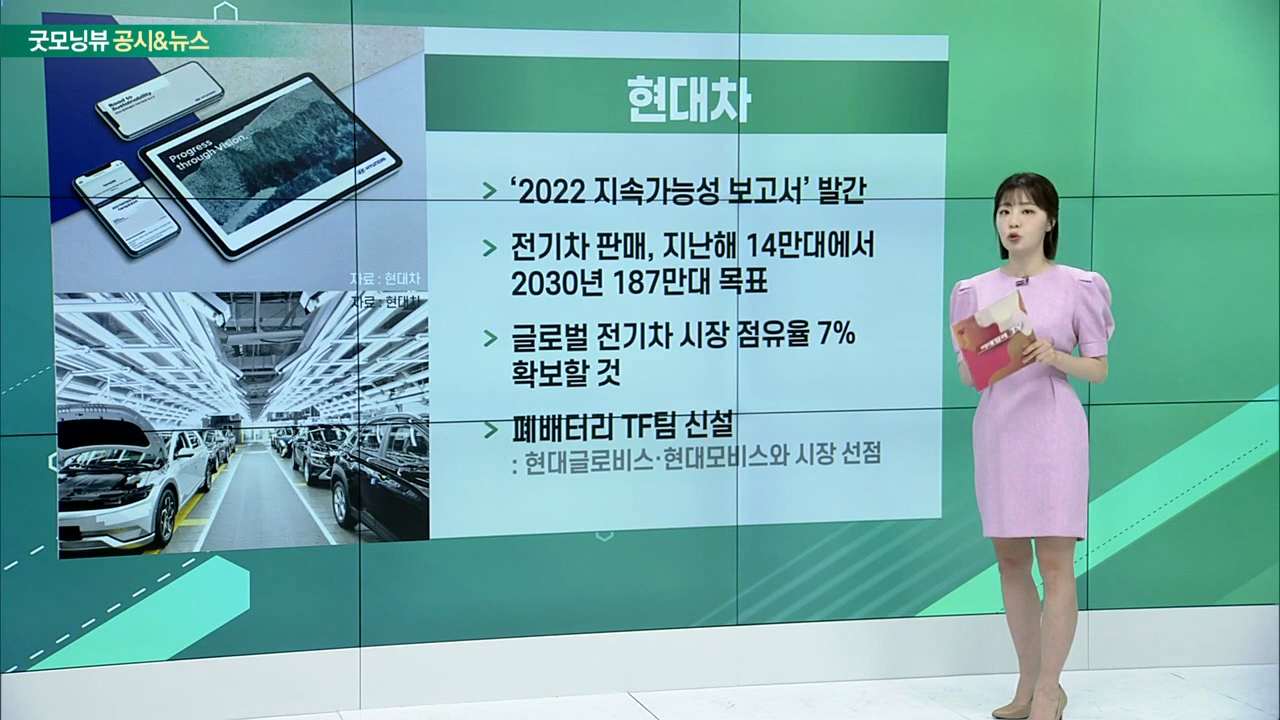 굿모닝뷰 공시&뉴스
Road to
Sustainability
Progress
through Vision.
HYUNDAI
자료 : 현대차
자료 : 현대차
현대차
> ‘2022 지속가능성 보고서’ 발간
> 전기차 판매, 지난해 14만대에서
2030년 187만대 목표
> 글로벌 전기차 시장 점유율 7%
확보할 것
> 폐배터리 TF팀 신설
: 현대글로비스·현대모비스와 시장 선점